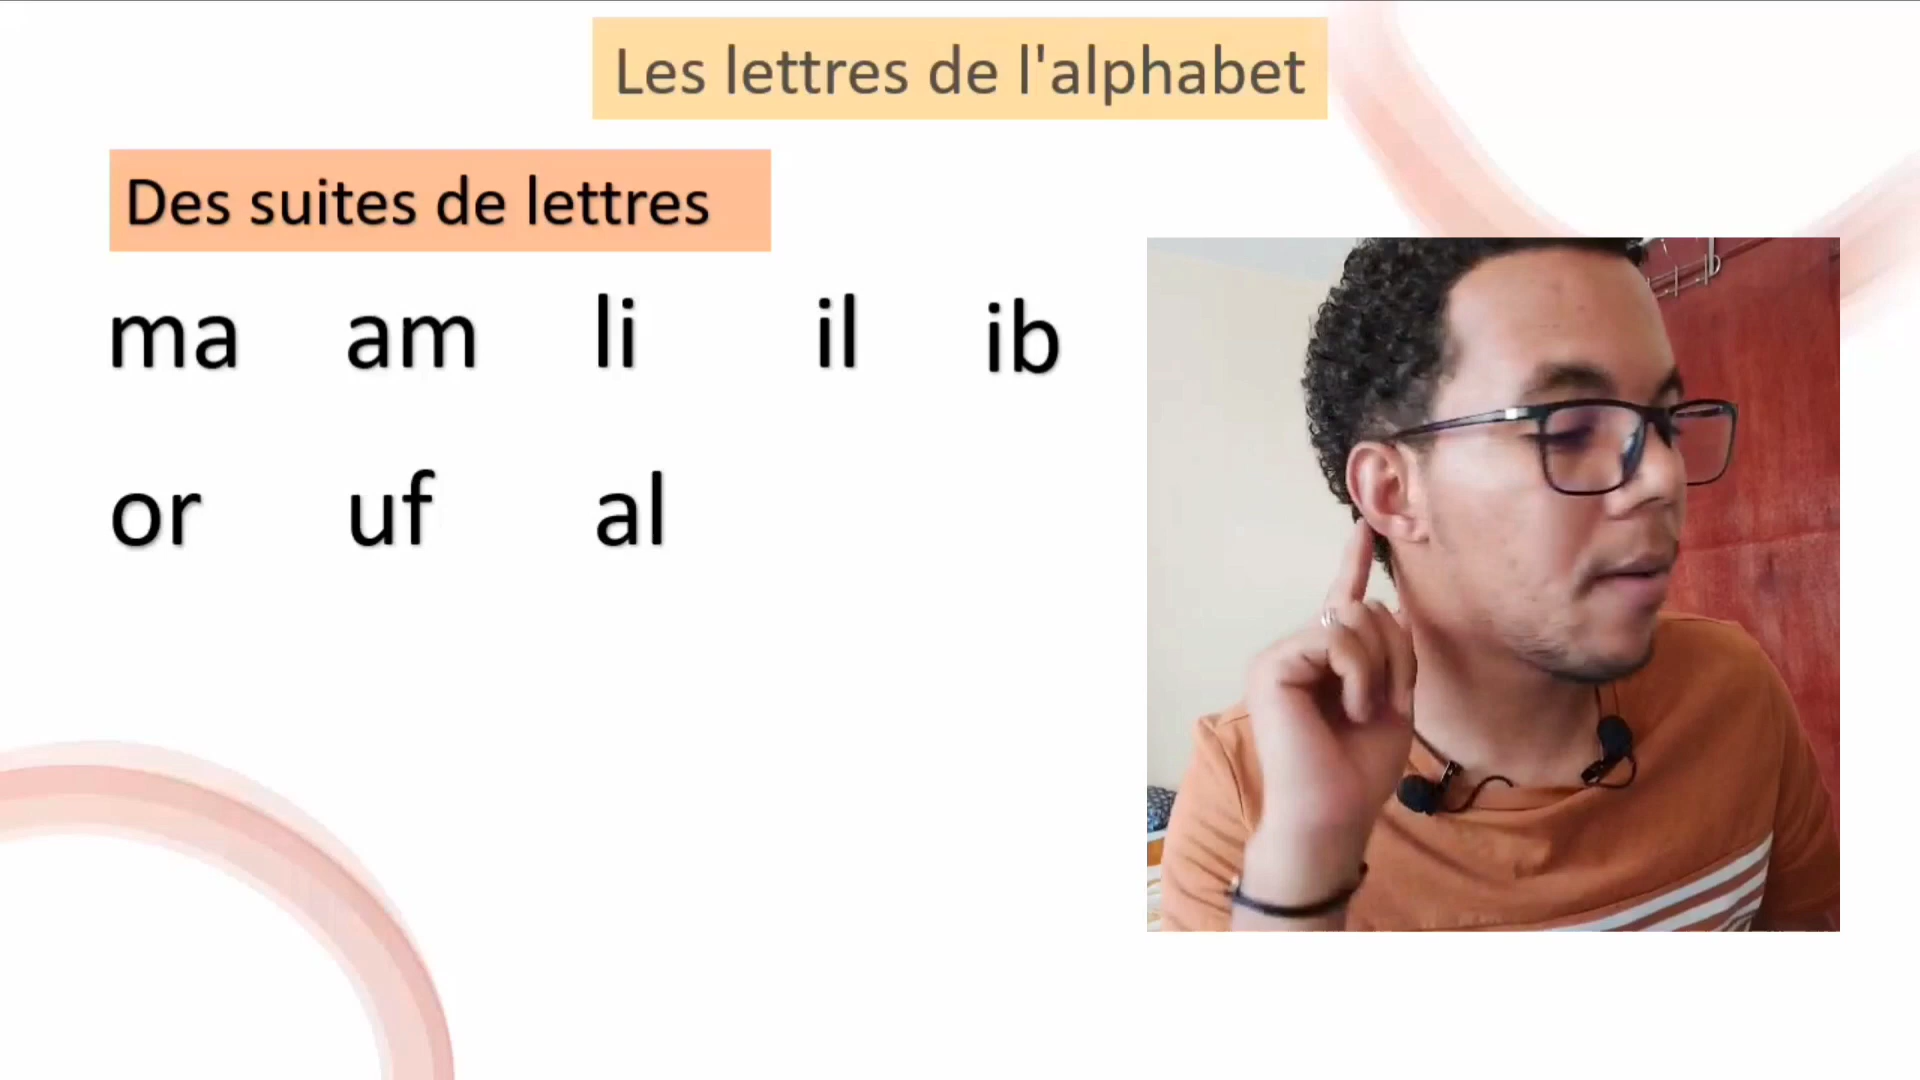 Les lettres de l'alphabet
Des suites de lettres
ma am li il ib
or uf al